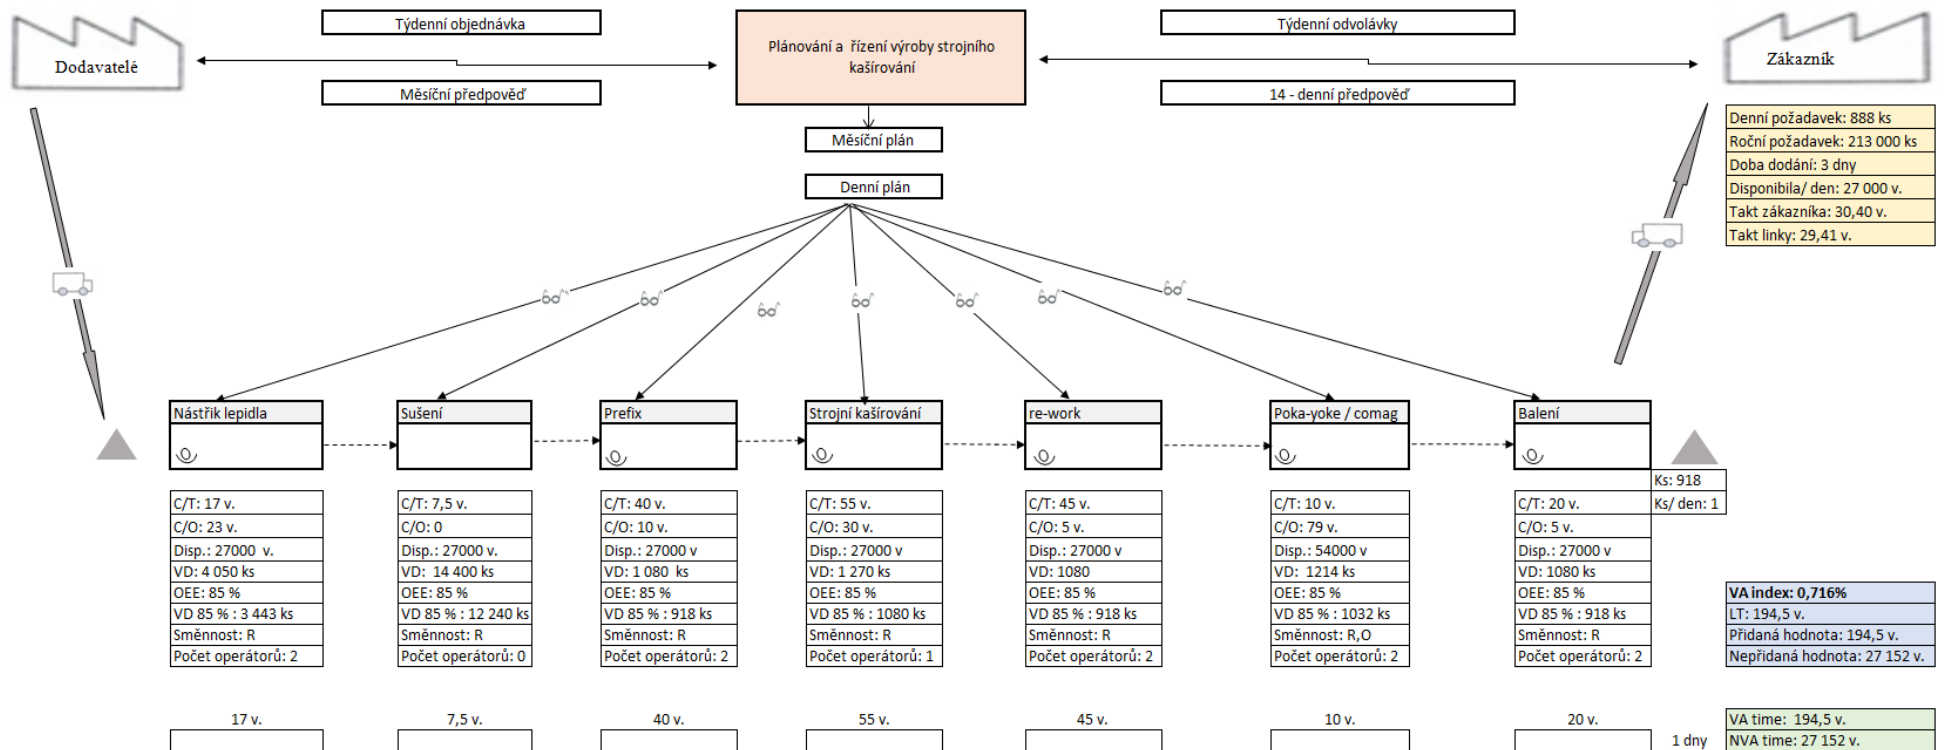 Dodavatelé
Týdenní objednávka
Měsíční předpověď
Plánování a  řízení výroby strojního
kašírování
Týdenní odvolávky
14 - denní předpověď
Zákazník
Měsíční plán
Denní plán
Denní požadavek: 888 ks
Roční požadavek: 213 000 ks
Doba dodání: 3 dny
Disponibila/ den: 27 000 v.
Takt zákazníka: 30,40 v.
Takt linky: 29,41 v.
Nástřik lepidla
C/T: 17 v.
C/O: 23 v.
Disp.: 27000  v.
VD: 4 050 ks
OEE: 85 %
VD 85 % : 3 443 ks
Směnnost: R
Počet operátorů: 2
Sušení
C/T: 7,5 v.
C/O: 0
Disp.: 27000 v.
VD:  14 400 ks
OEE: 85 %
VD 85 % : 12 240 ks
Směnnost: R
Počet operátorů: 0
Prefix
C/T: 40 v.
C/O: 10 v.
Disp.: 27000 v
VD: 1 080  ks
OEE: 85 %
VD 85 % : 918 ks
Směnnost: R
Počet operátorů: 2
Strojní kašírování
C/T: 55 v.
C/O: 30 v.
Disp.: 27000 v
VD: 1 270 ks
OEE: 85 %
VD 85 % : 1080 ks
Směnnost: R
Počet operátorů: 1
re-work
C/T: 45 v.
C/O: 5 v.
Disp.: 27000 v
VD: 1080
OEE: 85 %
VD 85 % : 918 ks
Směnnost: R
Počet operátorů: 2
Poka-yoke / comag
C/T: 10 v.
C/O: 79 v.
Disp.: 54000 v
VD:  1214 ks
OEE: 85 %
VD 85 % : 1032 ks
Směnnost: R,O
Počet operátorů: 2
Balení
C/T: 20 v.
C/O: 5 v.
Disp.: 27000 v
VD: 1080 ks
OEE: 85 %
VD 85 % : 918 ks
Směnnost: R
Počet operátorů: 2
Ks: 918
Ks/ den: 1
VA index: 0,716%
LT: 194,5 v.
Přidaná hodnota: 194,5 v.
Nepřidaná hodnota: 27 152 v.
17 v.
7,5 v.
40 v.
55 v.
45 v.
10 v.
20 v.
1 dny
VA time:  194,5 v.
NVA time: 27 152 v.